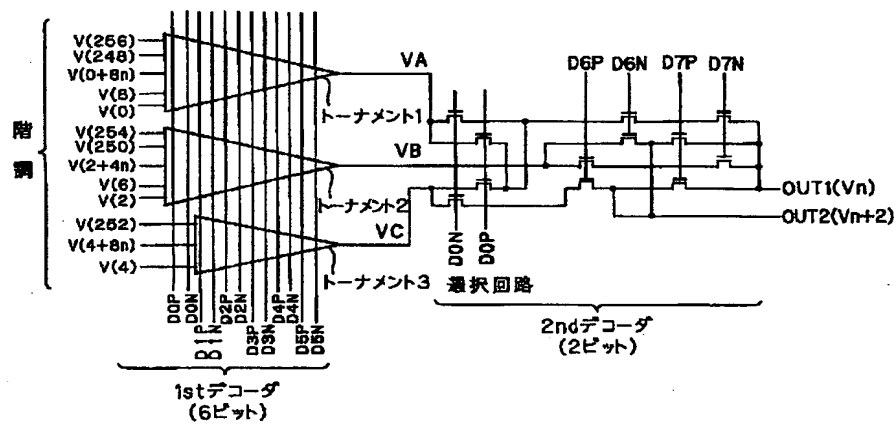 階調
V(256)
V(248)
V(0+8n)
V(8)
V(0)
V(254)
V(250)
V(2+4n)
V(6)
V(2)
V(252)
V(4+8n)
V(4)
トーナメント1
トーナメント2
トーナメント3
VA
VB
VC
D0P
D0N
D1P
D1N
D2P
D2N
D3P
D3N
D4P
D4N
D5P
D5N
1stデコーダ
(6ビット)
D0N
D0P
選択回路
D6P
D6N
D7P
D7N
OUT1(Vn)
OUT2(Vn+2)
2ndデコーダ
(2ビット)